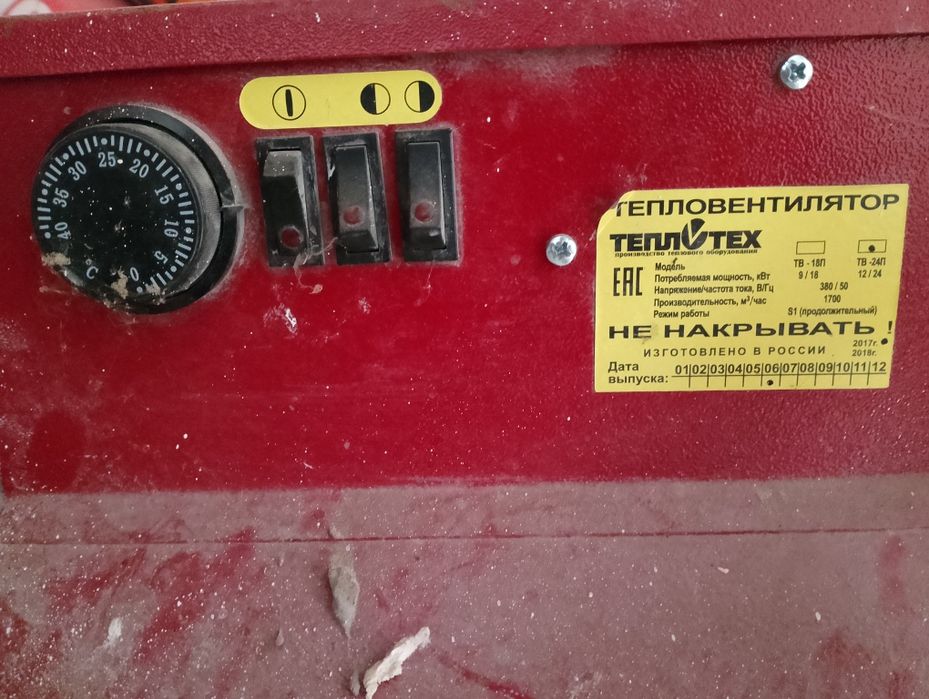 40 35 30 25 20 15 10 5 0 °C
ТЕПЛОВЕНТИЛЯТОР
ТЕПЛОТЕХ
производство теплового оборудования
Модель ТВ -18П ТВ -24П
Потребляемая мощность, кВт 9 / 18 12 / 24
Напряжение/частота тока, В/Гц 380 / 50
Производительность, м³/час 1700
Режим работы S1 (продолжительный)
НЕ НАКРЫВАТЬ !
ИЗГОТОВЛЕНО В РОССИИ
2017г.
2018г.
Дата выпуска: 01 02 03 04 05 06 07 08 09 10 11 12
EAC